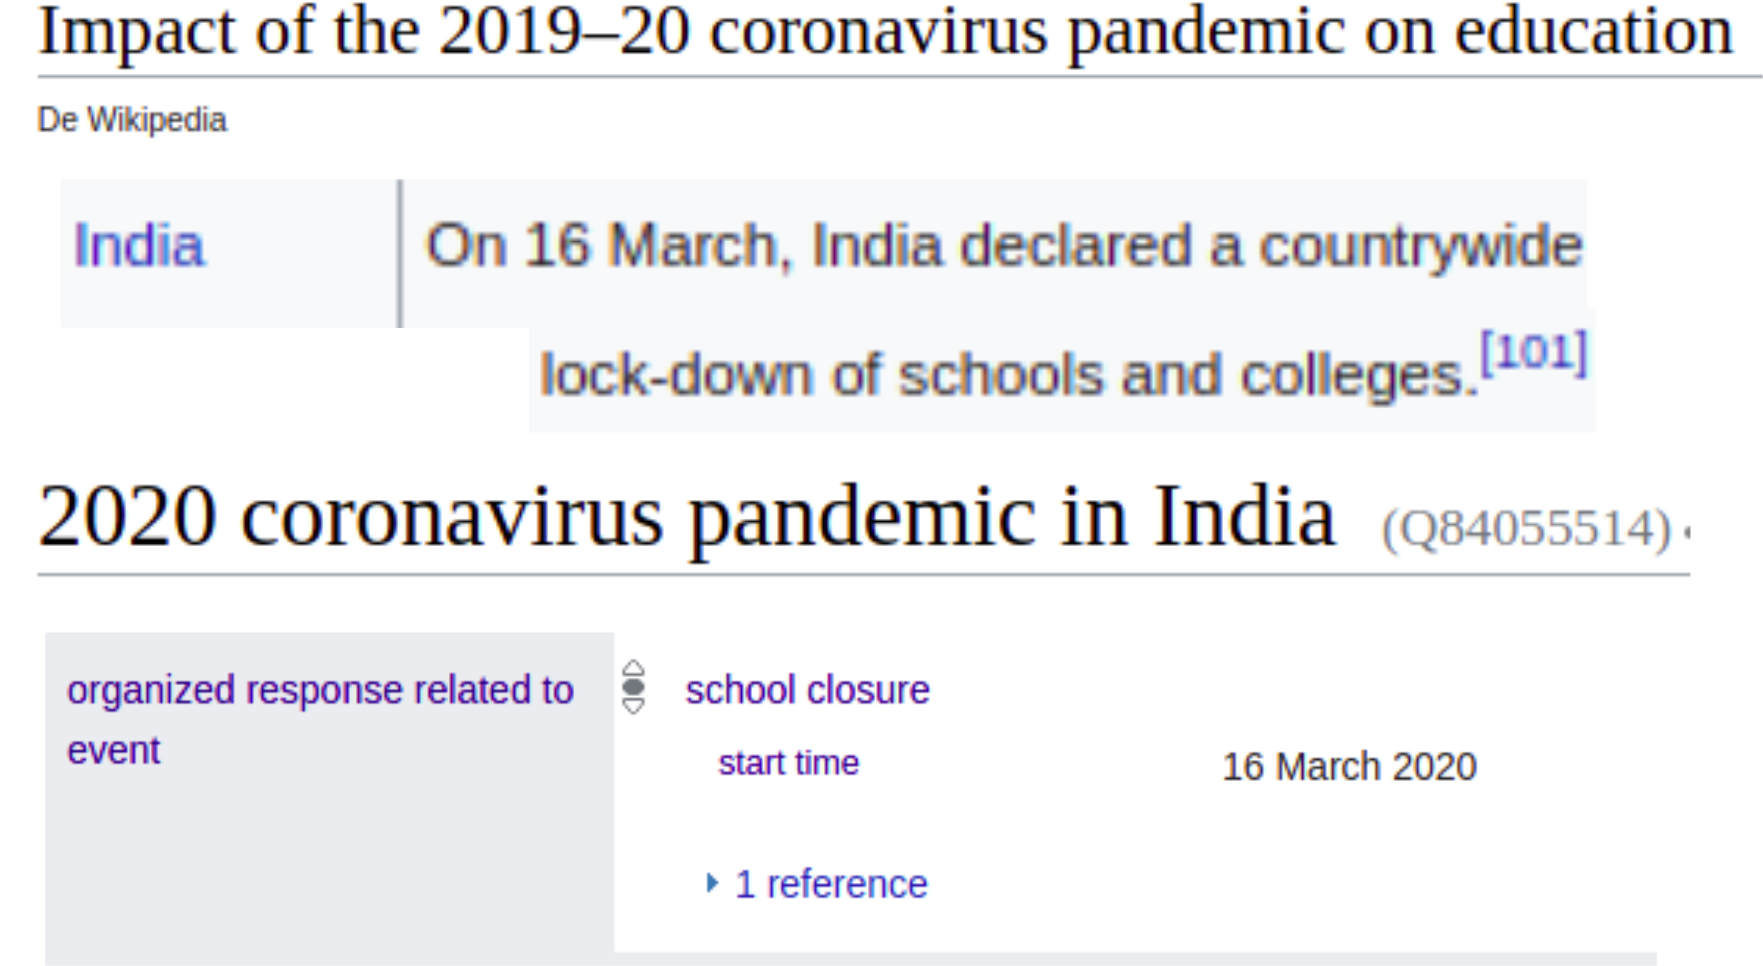 Impact of the 2019–20 coronavirus pandemic on education
De Wikipedia
India On 16 March, India declared a countrywide
lock-down of schools and colleges.[101]
2020 coronavirus pandemic in India (Q84055514)
organized response related to school closure
event start time 16 March 2020
1 reference